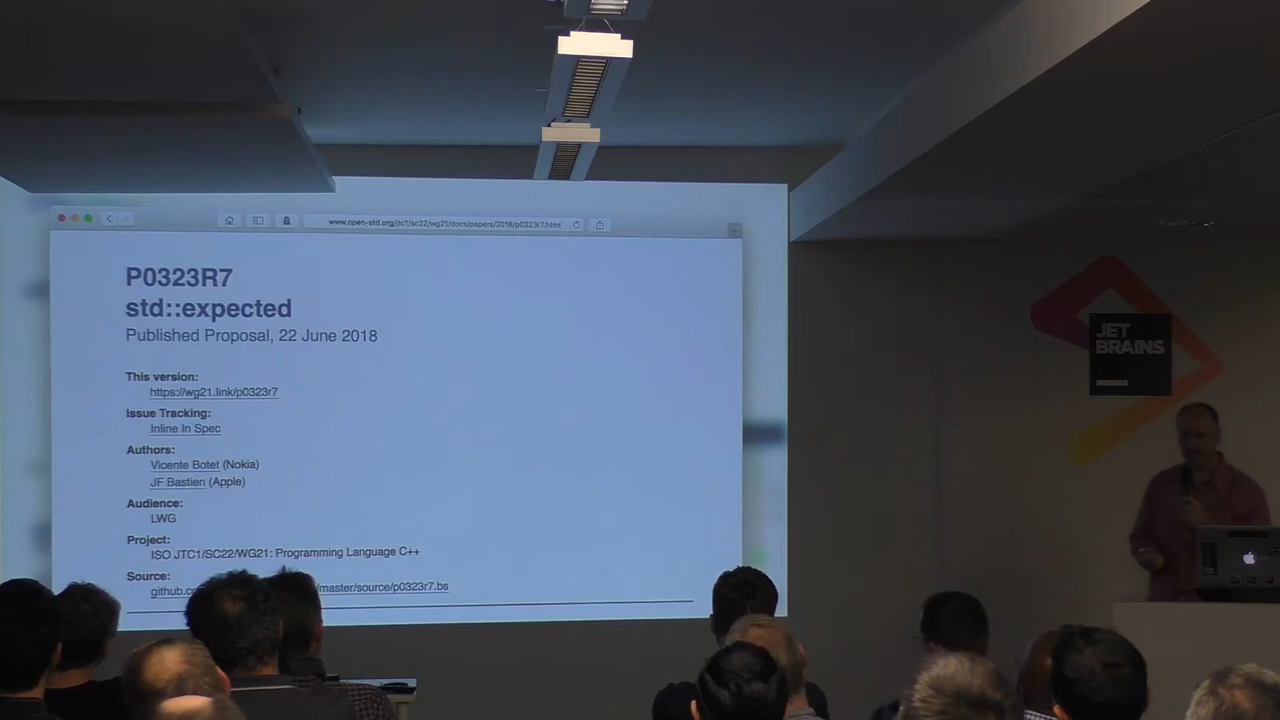 www.open-std.org/jtc1/sc22/wg21/docs/papers/2018/p0323r7.html
P0323R7
std::expected
Published Proposal, 22 June 2018
This version:
https://wg21.link/p0323r7
Issue Tracking:
Inline In Spec
Authors:
Vicente Botet (Nokia)
JF Bastien (Apple)
Audience:
LWG
Project:
ISO JTC1/SC22/WG21: Programming Language C++
Source:
github.c /master/source/p0323r7.bs
JET
BRAINS